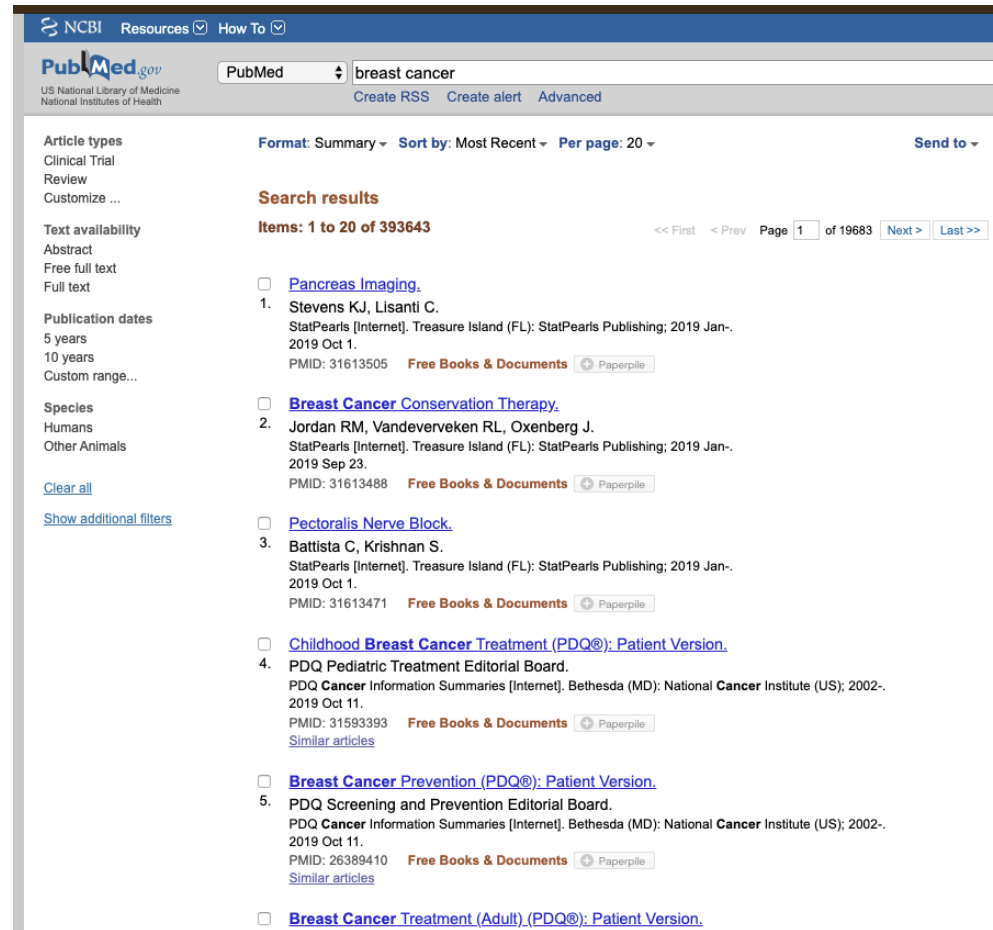 NCBI Resources How To
PubMed.gov
US National Library of Medicine
National Institutes of Health
PubMed breast cancer
Create RSS Create alert Advanced
Article types
Clinical Trial
Review
Customize ...
Text availability
Abstract
Free full text
Full text
Publication dates
5 years
10 years
Custom range...
Species
Humans
Other Animals
Clear all
Show additional filters
Format: Summary Sort by: Most Recent Per page: 20 Send to
Search results
Items: 1 to 20 of 393643
<< First < Prev Page 1 of 19683 Next > Last >>
Pancreas Imaging.
1. Stevens KJ, Lisanti C.
StatPearls [Internet]. Treasure Island (FL): StatPearls Publishing; 2019 Jan-.
2019 Oct 1.
PMID: 31613505 Free Books & Documents Paperpile
Breast Cancer Conservation Therapy.
2. Jordan RM, Vandeverveken RL, Oxenberg J.
StatPearls [Internet]. Treasure Island (FL): StatPearls Publishing; 2019 Jan-.
2019 Sep 23.
PMID: 31613488 Free Books & Documents Paperpile
Pectoralis Nerve Block.
3. Battista C, Krishnan S.
StatPearls [Internet]. Treasure Island (FL): StatPearls Publishing; 2019 Jan-.
2019 Oct 1.
PMID: 31613471 Free Books & Documents Paperpile
Childhood Breast Cancer Treatment (PDQ®): Patient Version.
4. PDQ Pediatric Treatment Editorial Board.
PDQ Cancer Information Summaries [Internet]. Bethesda (MD): National Cancer Institute (US); 2002-.
2019 Oct 11.
PMID: 31593393 Free Books & Documents Paperpile
Similar articles
Breast Cancer Prevention (PDQ®): Patient Version.
5. PDQ Screening and Prevention Editorial Board.
PDQ Cancer Information Summaries [Internet]. Bethesda (MD): National Cancer Institute (US); 2002-.
2019 Oct 11.
PMID: 26389410 Free Books & Documents Paperpile
Similar articles
Breast Cancer Treatment (Adult) (PDQ®): Patient Version.